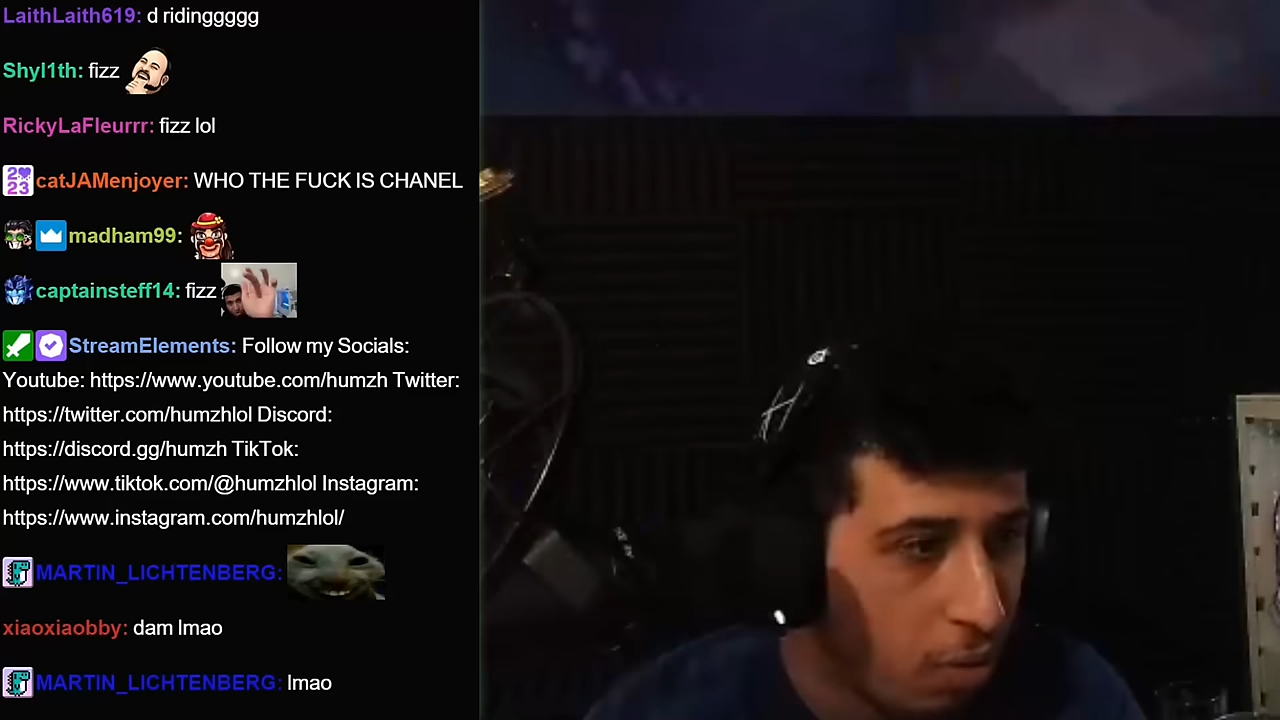 LaithLaith619: d ridinggggg
Shyl1th: fizz
RickyLaFleurrr: fizz lol
2 23 catJAMenjoyer: WHO THE FUCK IS CHANEL
madham99:
captainsteff14: fizz
StreamElements: Follow my Socials:
Youtube: https://www.youtube.com/humzh Twitter:
https://twitter.com/humzhlol Discord:
https://discord.gg/humzh TikTok:
https://www.tiktok.com/@humzhlol Instagram:
https://www.instagram.com/humzhlol/
MARTIN_LICHTENBERG:
xiaoxiaobby: dam lmao
MARTIN_LICHTENBERG: lmao
H